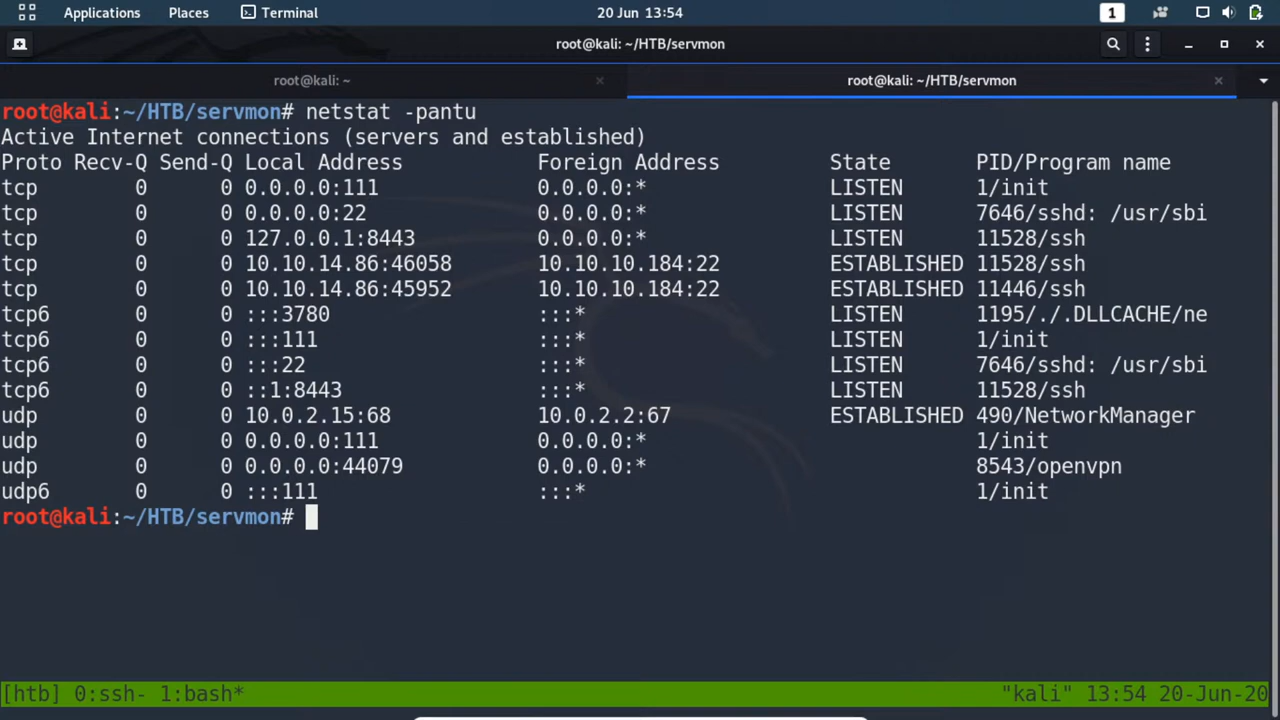 Applications Places Terminal 20 Jun 13:54 1
root@kali: ~/HTB/servmon
root@kali: ~ × root@kali: ~/HTB/servmon ×
root@kali:~/HTB/servmon# netstat -pantu
Active Internet connections (servers and established)
Proto Recv-Q Send-Q Local Address Foreign Address State PID/Program name
tcp 0 0 0.0.0.0:111 0.0.0.0:* LISTEN 1/init
tcp 0 0 0.0.0.0:22 0.0.0.0:* LISTEN 7646/sshd: /usr/sbi
tcp 0 0 127.0.0.1:8443 0.0.0.0:* LISTEN 11528/ssh
tcp 0 0 10.10.14.86:46058 10.10.10.184:22 ESTABLISHED 11528/ssh
tcp 0 0 10.10.14.86:45952 10.10.10.184:22 ESTABLISHED 11446/ssh
tcp6 0 0 :::3780 :::* LISTEN 1195/./.DLLCACHE/ne
tcp6 0 0 :::111 :::* LISTEN 1/init
tcp6 0 0 :::22 :::* LISTEN 7646/sshd: /usr/sbi
tcp6 0 0 ::1:8443 :::* LISTEN 11528/ssh
udp 0 0 10.0.2.15:68 10.0.2.2:67 ESTABLISHED 490/NetworkManager
udp 0 0 0.0.0.0:111 0.0.0.0:* 1/init
udp 0 0 0.0.0.0:44079 0.0.0.0:* 8543/openvpn
udp6 0 0 :::111 :::* 1/init
root@kali:~/HTB/servmon#
[htb] 0:ssh- 1:bash* "kali" 13:54 20-Jun-20